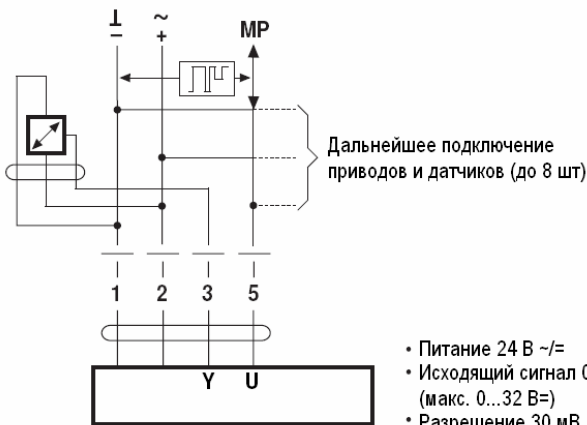 ⊥ ~ MP
− +
Дальнейшее подключение
приводов и датчиков (до 8 шт)
1 2 3 5
Y U
• Питание 24 В ~/=
• Исходящий сигнал 0
(макс. 0...32 В=)
• Разрешение 30 мВ